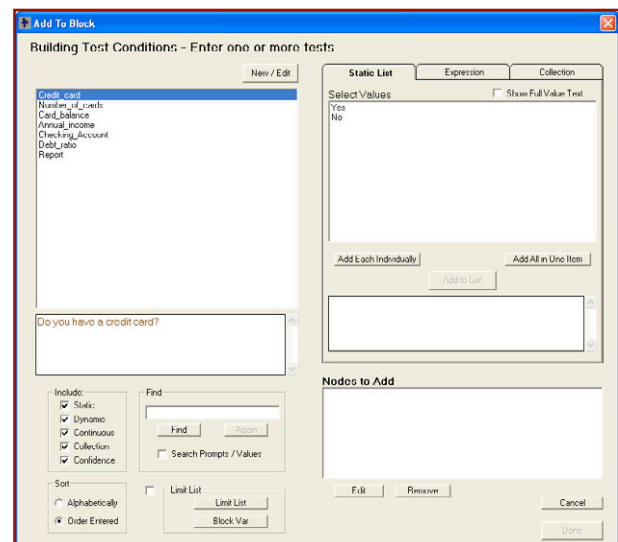 Add To Block
Building Test Conditions - Enter one or more tests
New / Edit
Credit_card
Number_of_cards
Card_balance
Annual_income
Checking_Account
Debt_ratio
Report
Do you have a credit card?
Include:
Static
Dynamic
Continuous
Collection
Confidence
Find
Find
Again
Search Prompts / Values
Sort
Alphabetically
Order Entered
Limit List
Limit List
Block Var
Static List
Expression
Collection
Select Values
Show Full Value Text
Yes
No
Add Each Individually
Add All in One Item
Add to List
Nodes to Add
Edit
Remove
Cancel
Done